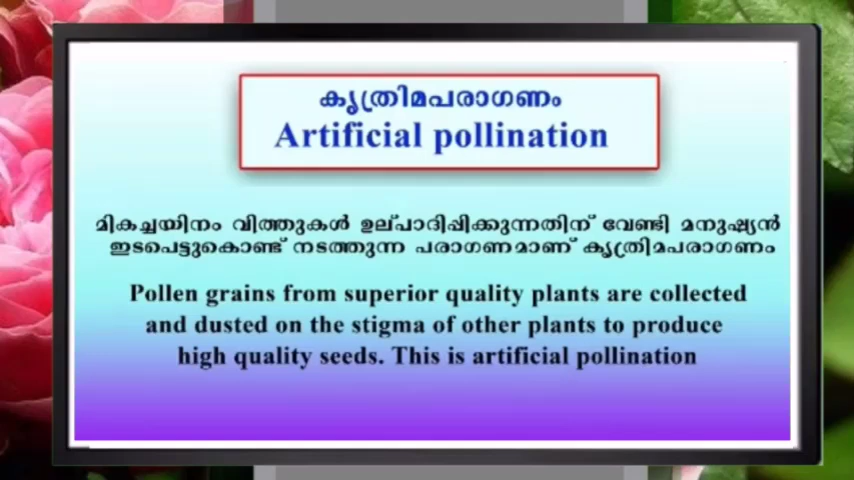 കൃത്രിമപരാഗണം
Artificial pollination
മികച്ചയിനം വിത്തുകൾ ഉല്പാദിപ്പിക്കുന്നതിന് വേണ്ടി മനുഷ്യൻ
ഇടപെട്ടുകൊണ്ട് നടത്തുന്ന പരാഗണമാണ് കൃത്രിമപരാഗണം
Pollen grains from superior quality plants are collected
and dusted on the stigma of other plants to produce
high quality seeds. This is artificial pollination